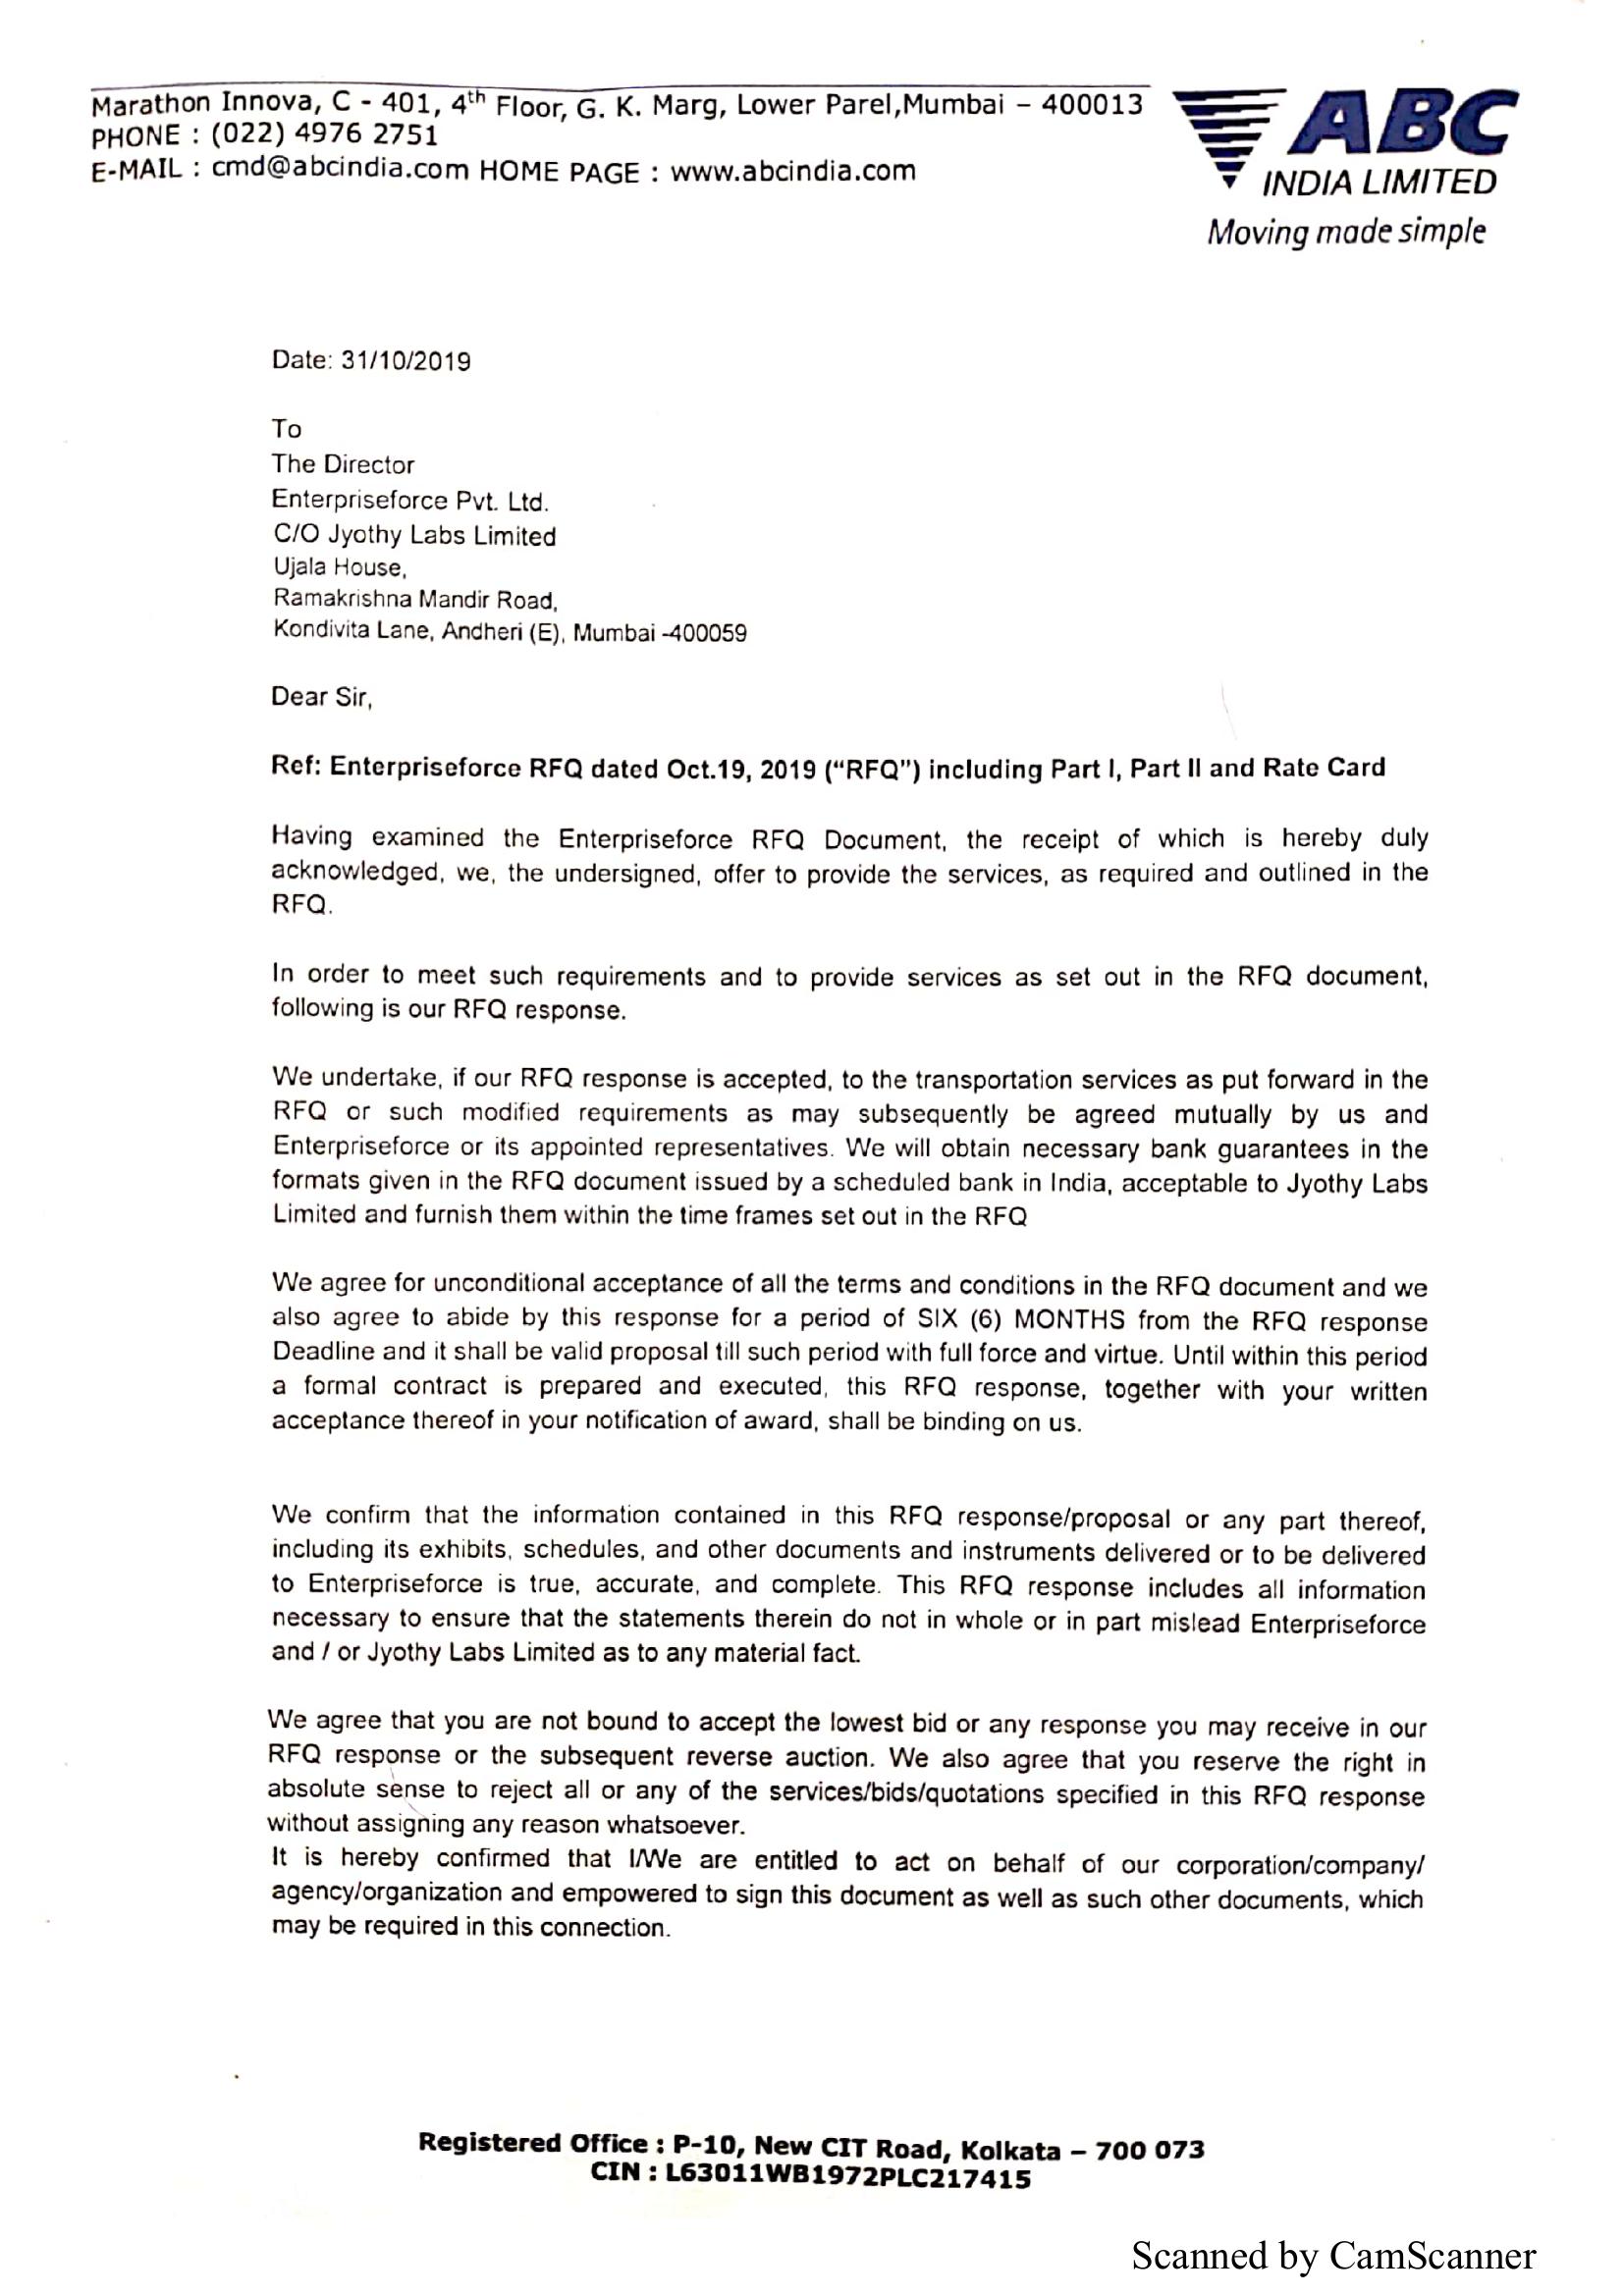 Marathon Innova, C - 401, 4th Floor, G. K. Marg, Lower Parel,Mumbai – 400013
PHONE : (022) 4976 2751
E-MAIL : cmd@abcindia.com HOME PAGE : www.abcindia.com
ABC
INDIA LIMITED
Moving made simple
Date: 31/10/2019
To
The Director
Enterpriseforce Pvt. Ltd.
C/O Jyothy Labs Limited
Ujala House,
Ramakrishna Mandir Road,
Kondivita Lane, Andheri (E), Mumbai -400059
Dear Sir,
Ref: Enterpriseforce RFQ dated Oct.19, 2019 (“RFQ”) including Part I, Part II and Rate Card
Having examined the Enterpriseforce RFQ Document, the receipt of which is hereby duly
acknowledged, we, the undersigned, offer to provide the services, as required and outlined in the
RFQ.
In order to meet such requirements and to provide services as set out in the RFQ document,
following is our RFQ response.
We undertake, if our RFQ response is accepted, to the transportation services as put forward in the
RFQ or such modified requirements as may subsequently be agreed mutually by us and
Enterpriseforce or its appointed representatives. We will obtain necessary bank guarantees in the
formats given in the RFQ document issued by a scheduled bank in India, acceptable to Jyothy Labs
Limited and furnish them within the time frames set out in the RFQ
We agree for unconditional acceptance of all the terms and conditions in the RFQ document and we
also agree to abide by this response for a period of SIX (6) MONTHS from the RFQ response
Deadline and it shall be valid proposal till such period with full force and virtue. Until within this period
a formal contract is prepared and executed, this RFQ response, together with your written
acceptance thereof in your notification of award, shall be binding on us.
We confirm that the information contained in this RFQ response/proposal or any part thereof,
including its exhibits, schedules, and other documents and instruments delivered or to be delivered
to Enterpriseforce is true, accurate, and complete. This RFQ response includes all information
necessary to ensure that the statements therein do not in whole or in part mislead Enterpriseforce
and / or Jyothy Labs Limited as to any material fact.
We agree that you are not bound to accept the lowest bid or any response you may receive in our
RFQ response or the subsequent reverse auction. We also agree that you reserve the right in
absolute sense to reject all or any of the services/bids/quotations specified in this RFQ response
without assigning any reason whatsoever.
It is hereby confirmed that I/We are entitled to act on behalf of our corporation/company/
agency/organization and empowered to sign this document as well as such other documents, which
may be required in this connection.
Registered Office : P-10, New CIT Road, Kolkata – 700 073
CIN : L63011WB1972PLC217415
Scanned by CamScanner